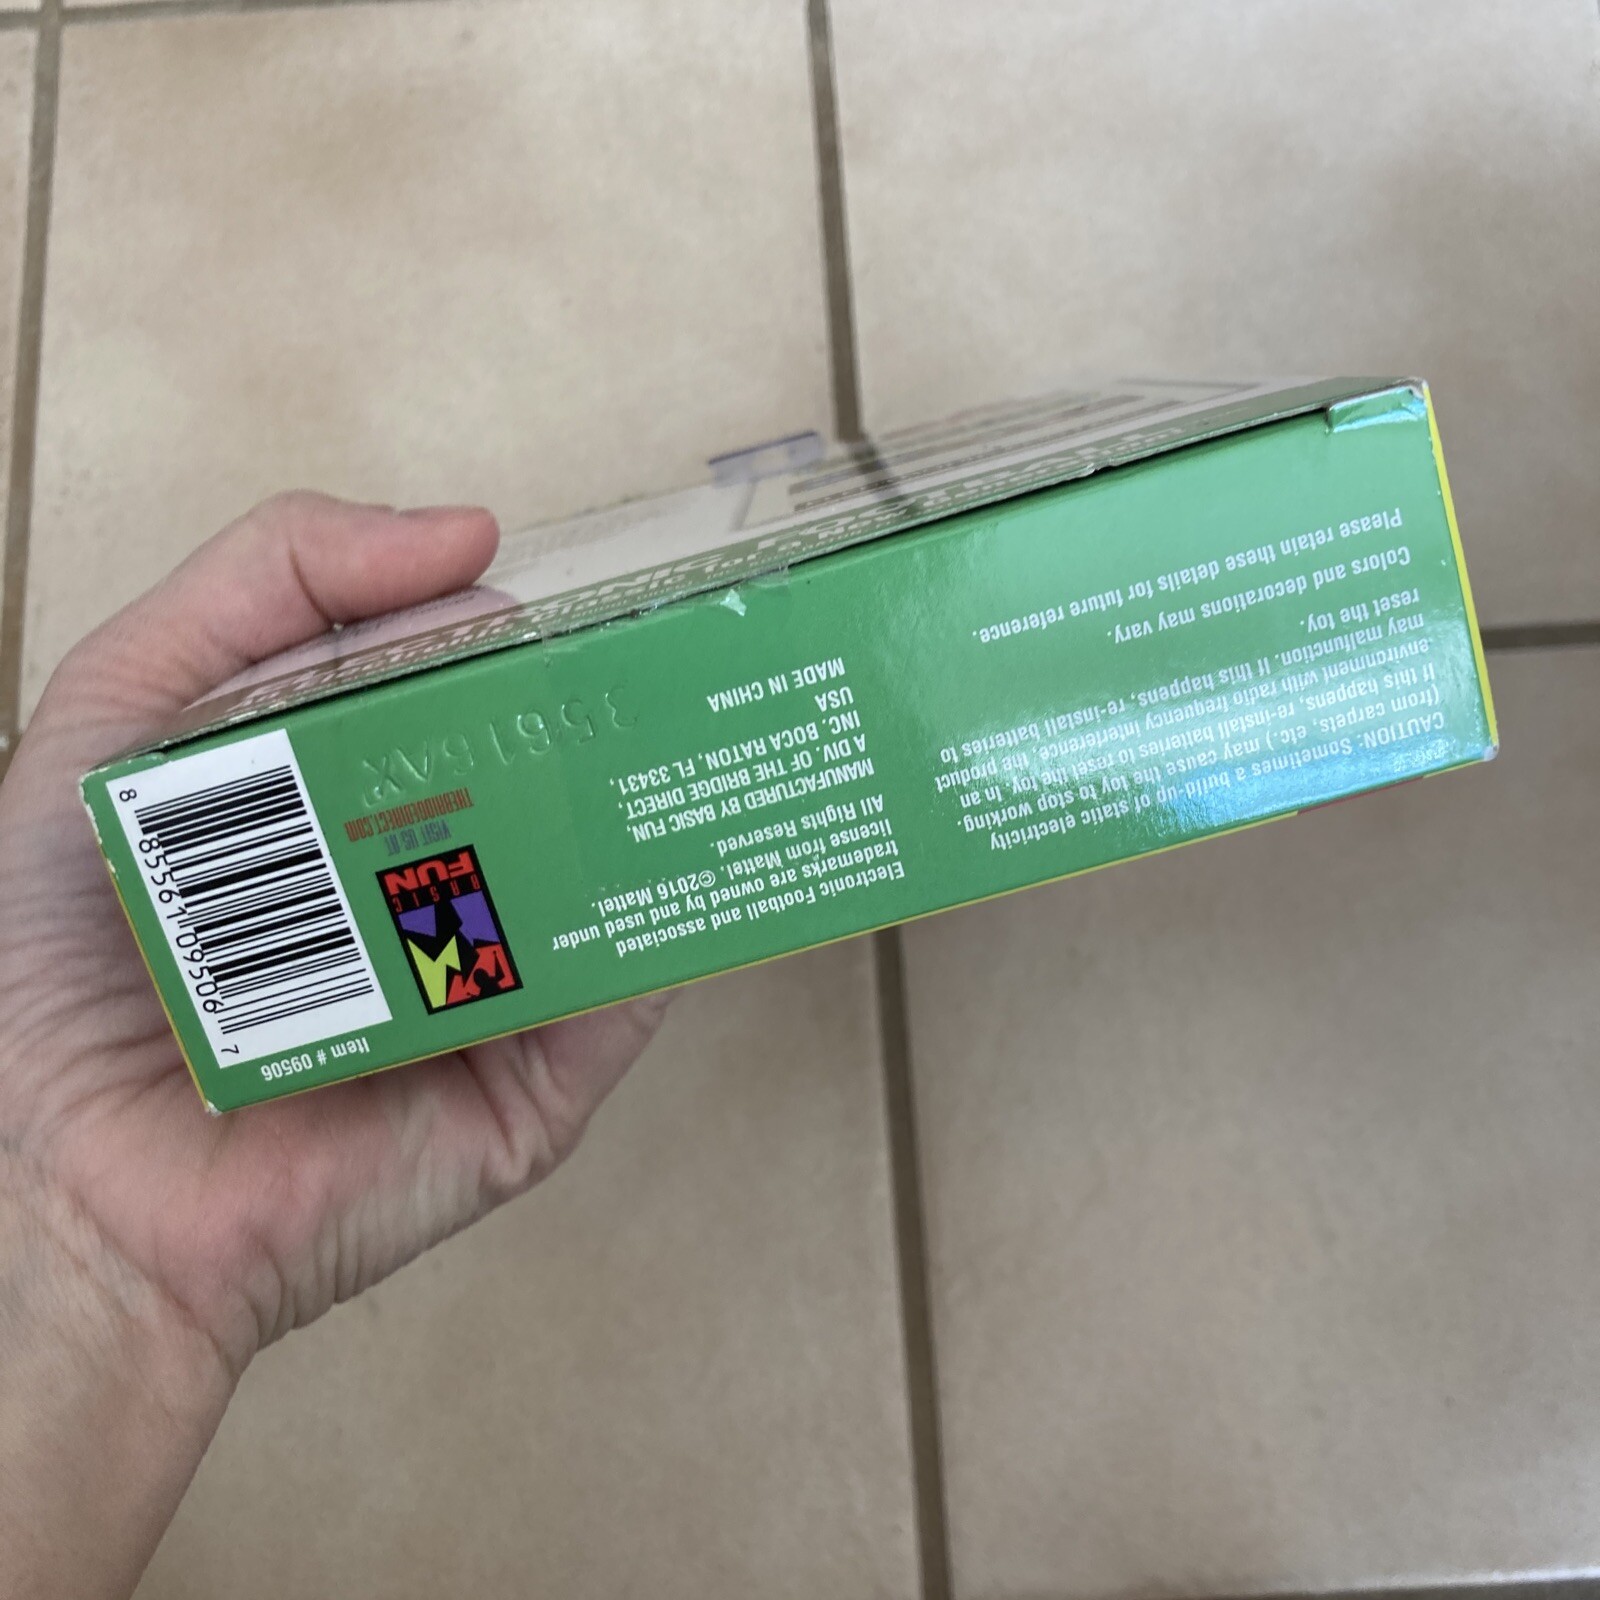 CAUTION: Sometimes a build-up of static electricity
(from carpets, etc.) may cause the toy to stop working.
If this happens, re-install batteries to reset the toy. In an
environment with radio frequency interference, the product
may malfunction. If this happens, re-install batteries to
reset the toy.
Colors and decorations may vary.
Please retain these details for future reference.
Electronic Football and associated
trademarks are owned by and used under
license from Mattel. ©2016 Mattel.
All Rights Reserved.
MANUFACTURED BY BASIC FUN,
A DIV. OF THE BRIDGE DIRECT,
INC. BOCA RATON, FL 33431,
USA
MADE IN CHINA
BASIC
FUN
VISIT US AT
THEBRIDGEDIRECT.COM
35616AX
Item # 09506
8 85561 09506 7
ELECTRONIC FOOTBALL